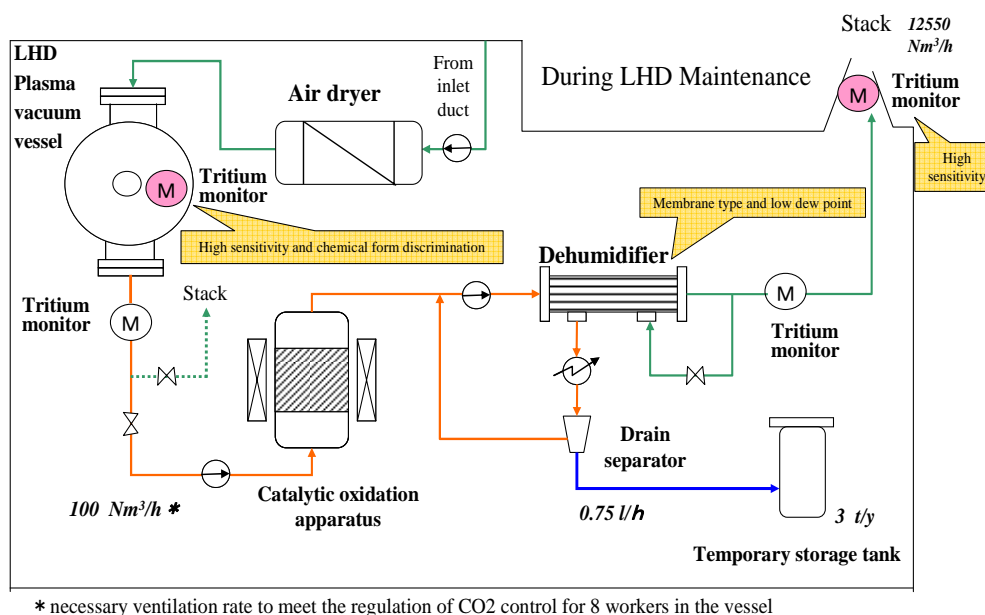 Stack
12550
Nm³/h
LHD
Plasma
vacuum
vessel
Air dryer
From
inlet
duct
During LHD Maintenance
M
Tritium
monitor
High
sensitivity
M
Tritium
monitor
High sensitivity and chemical form discrimination
Membrane type and low dew point
Dehumidifier
Tritium
monitor
M
Stack
M
Tritium
monitor
Drain
separator
Catalytic oxidation
apparatus
100 Nm³/h *
0.75 l/h
3 t/y
Temporary storage tank
* necessary ventilation rate to meet the regulation of CO2 control for 8 workers in the vessel